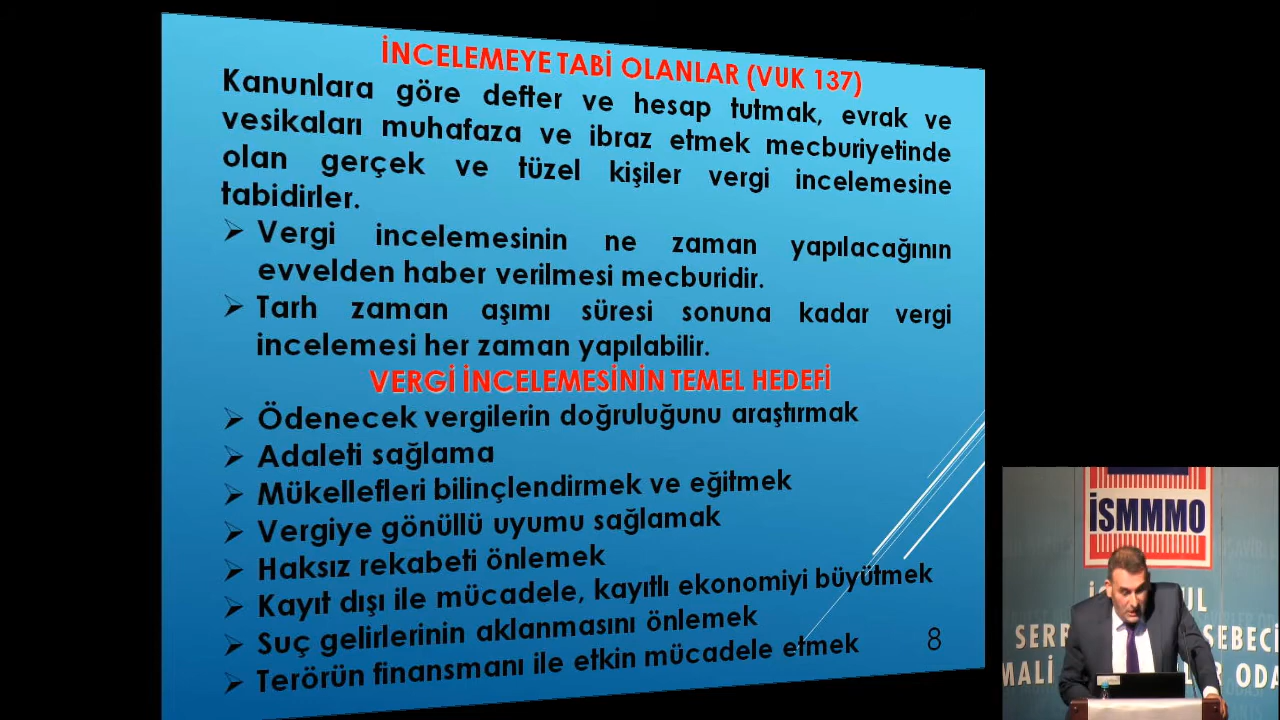 İNCELEMEYE TABİ OLANLAR (VUK 137)
Kanunlara göre defter ve hesap tutmak, evrak ve
vesikaları muhafaza ve ibraz etmek mecburiyetinde
olan gerçek ve tüzel kişiler vergi incelemesine
tabidirler.
➢ Vergi incelemesinin ne zaman yapılacağının
evvelden haber verilmesi mecburidir.
➢ Tarh zaman aşımı süresi sonuna kadar vergi
incelemesi her zaman yapılabilir.
VERGİ İNCELEMESİNİN TEMEL HEDEFİ
➢ Ödenecek vergilerin doğruluğunu araştırmak
➢ Adaleti sağlama
➢ Mükellefleri bilinçlendirmek ve eğitmek
➢ Vergiye gönüllü uyumu sağlamak
➢ Haksız rekabeti önlemek
➢ Kayıt dışı ile mücadele, kayıtlı ekonomiyi büyütmek
➢ Suç gelirlerinin aklanmasını önlemek
➢ Terörün finansmanı ile etkin mücadele etmek
8
İSMMMO